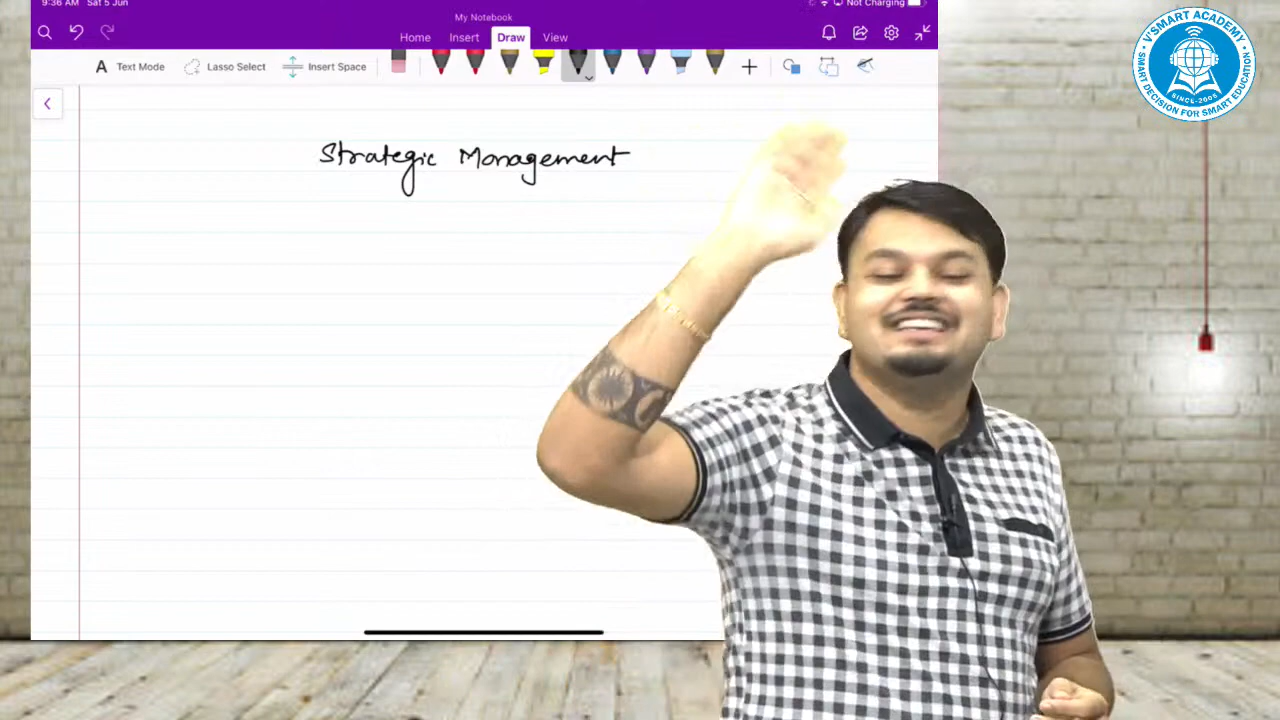 9:36 AM Sat 5 Jun
Not Charging
My Notebook
Home Insert Draw View
A Text Mode Lasso Select Insert Space
Strategic Management
V'SMART ACADEMY
SINCE-2006
SMART DECISION FOR SMART EDUCATION